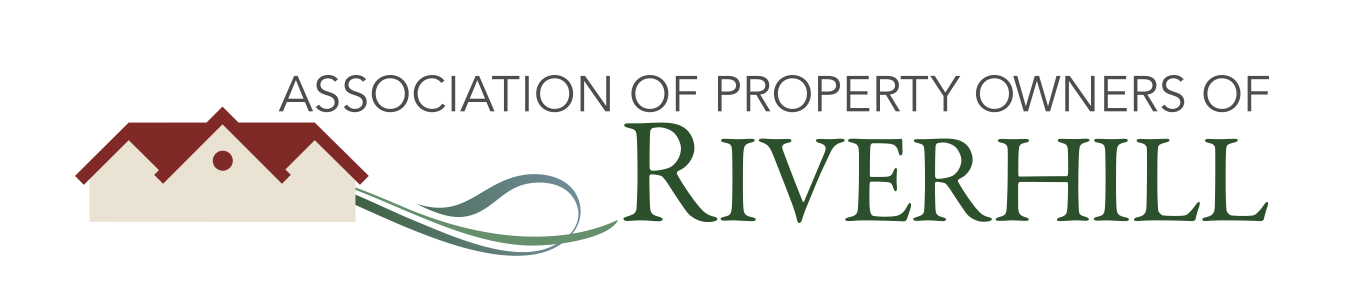 ASSOCIATION OF PROPERTY OWNERS OF
RIVERHILL